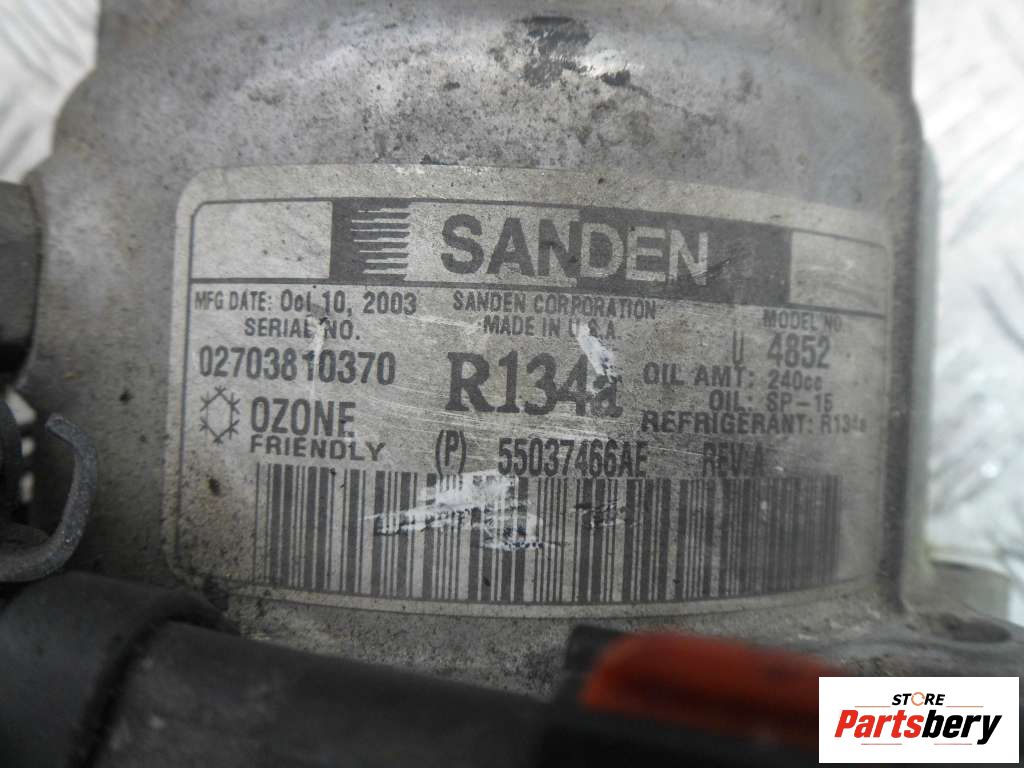 SANDEN
MFG DATE: Oct 10, 2003
SANDEN CORPORATION
MADE IN U.S.A.
MODEL NO.
SERIAL NO.
U 4852
02703810370
R134a
OIL AMT: 240cc
OIL: SP-15
REFRIGERANT: R134a
OZONE
FRIENDLY
(P) 55037466AE REV:A
STORE
Partsbery